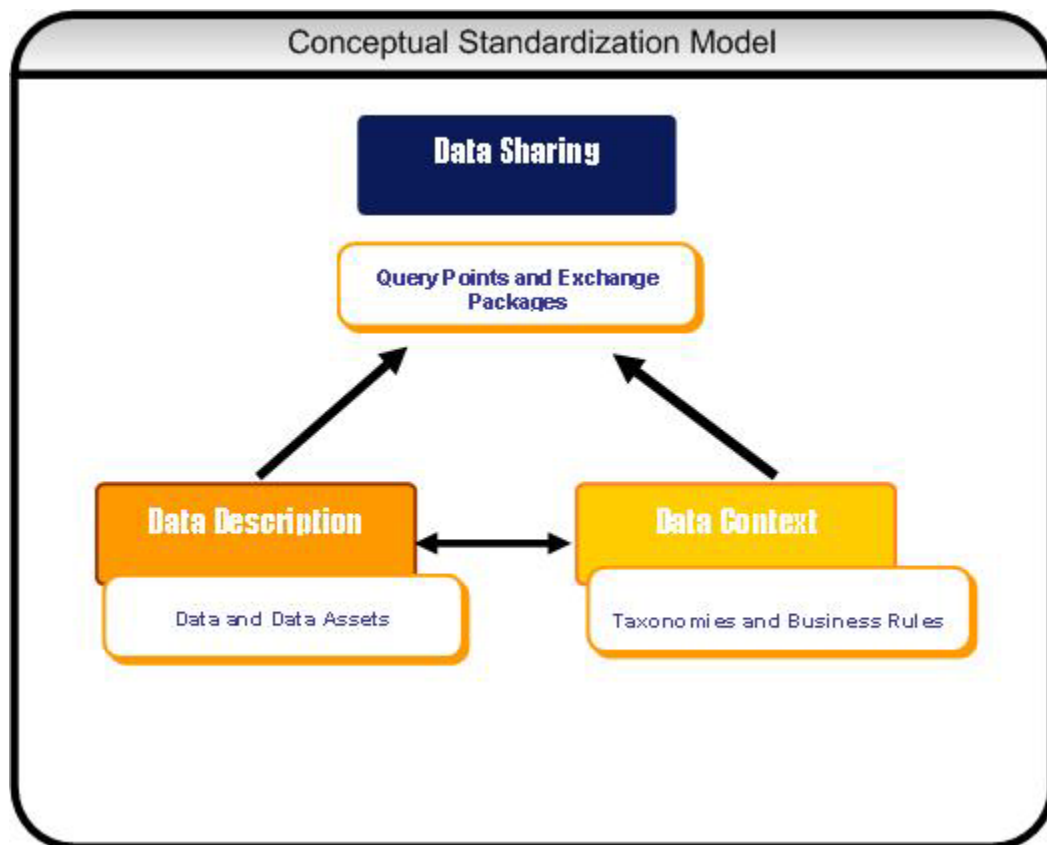 Conceptual Standardization Model
Data Sharing
Query Points and Exchange
Packages
Data Description
Data Context
Data and Data Assets
Taxonomies and Business Rules